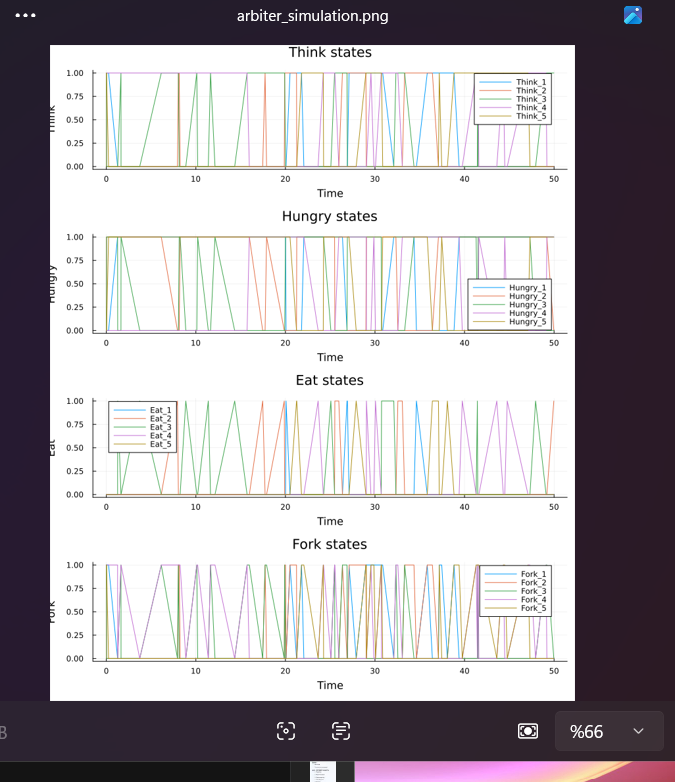 arbiter_simulation.png
Think states
Think
1.00
0.75
0.50
0.25
0.00
Think_1
Think_2
Think_3
Think_4
Think_5
0 10 20 30 40 50
Time
Hungry states
Hungry
1.00
0.75
0.50
0.25
0.00
Hungry_1
Hungry_2
Hungry_3
Hungry_4
Hungry_5
0 10 20 30 40 50
Time
Eat states
Eat
1.00
0.75
0.50
0.25
0.00
Eat_1
Eat_2
Eat_3
Eat_4
Eat_5
0 10 20 30 40 50
Time
Fork states
Fork
1.00
0.75
0.50
0.25
0.00
Fork_1
Fork_2
Fork_3
Fork_4
Fork_5
0 10 20 30 40 50
Time
B
%66